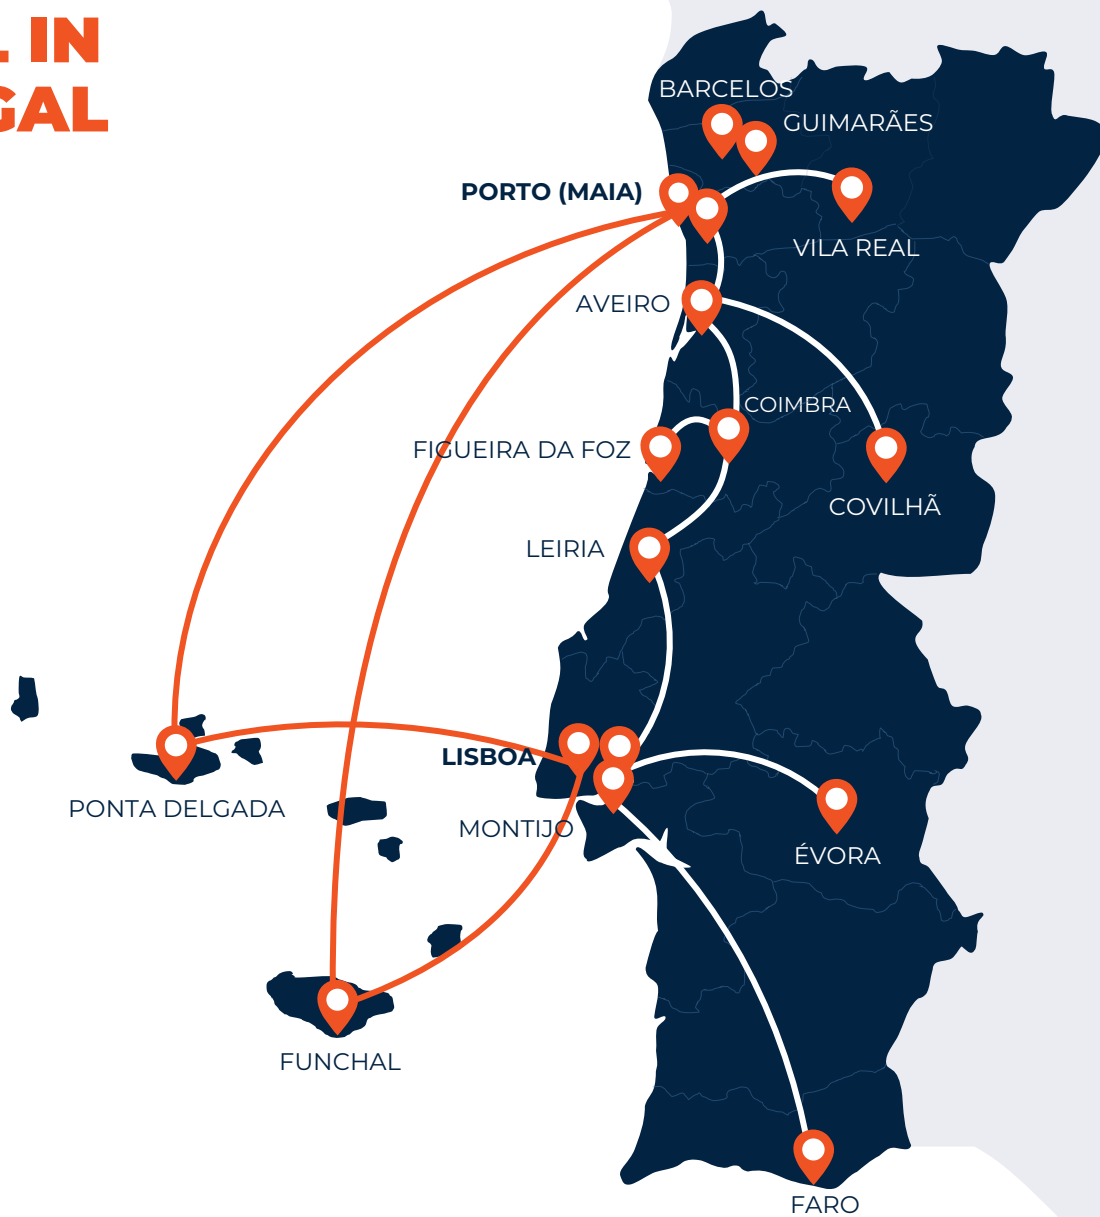 L IN
GAL
BARCELOS
GUIMARÃES
PORTO (MAIA)
VILA REAL
AVEIRO
COIMBRA
FIGUEIRA DA FOZ
COVILHÃ
LEIRIA
LISBOA
PONTA DELGADA
MONTIJO
ÉVORA
FUNCHAL
FARO